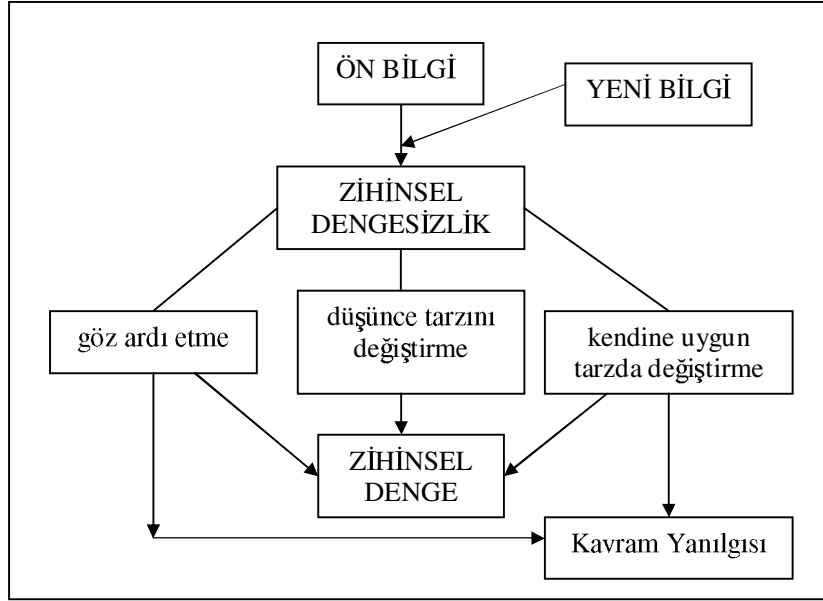 ÖN BİLGİ
YENİ BİLGİ
ZİHİNSEL
DENGESİZLİK
göz ardı etme
düşünce tarzını
değiştirme
kendine uygun
tarzda değiştirme
ZİHİNSEL
DENGE
Kavram Yanılgısı